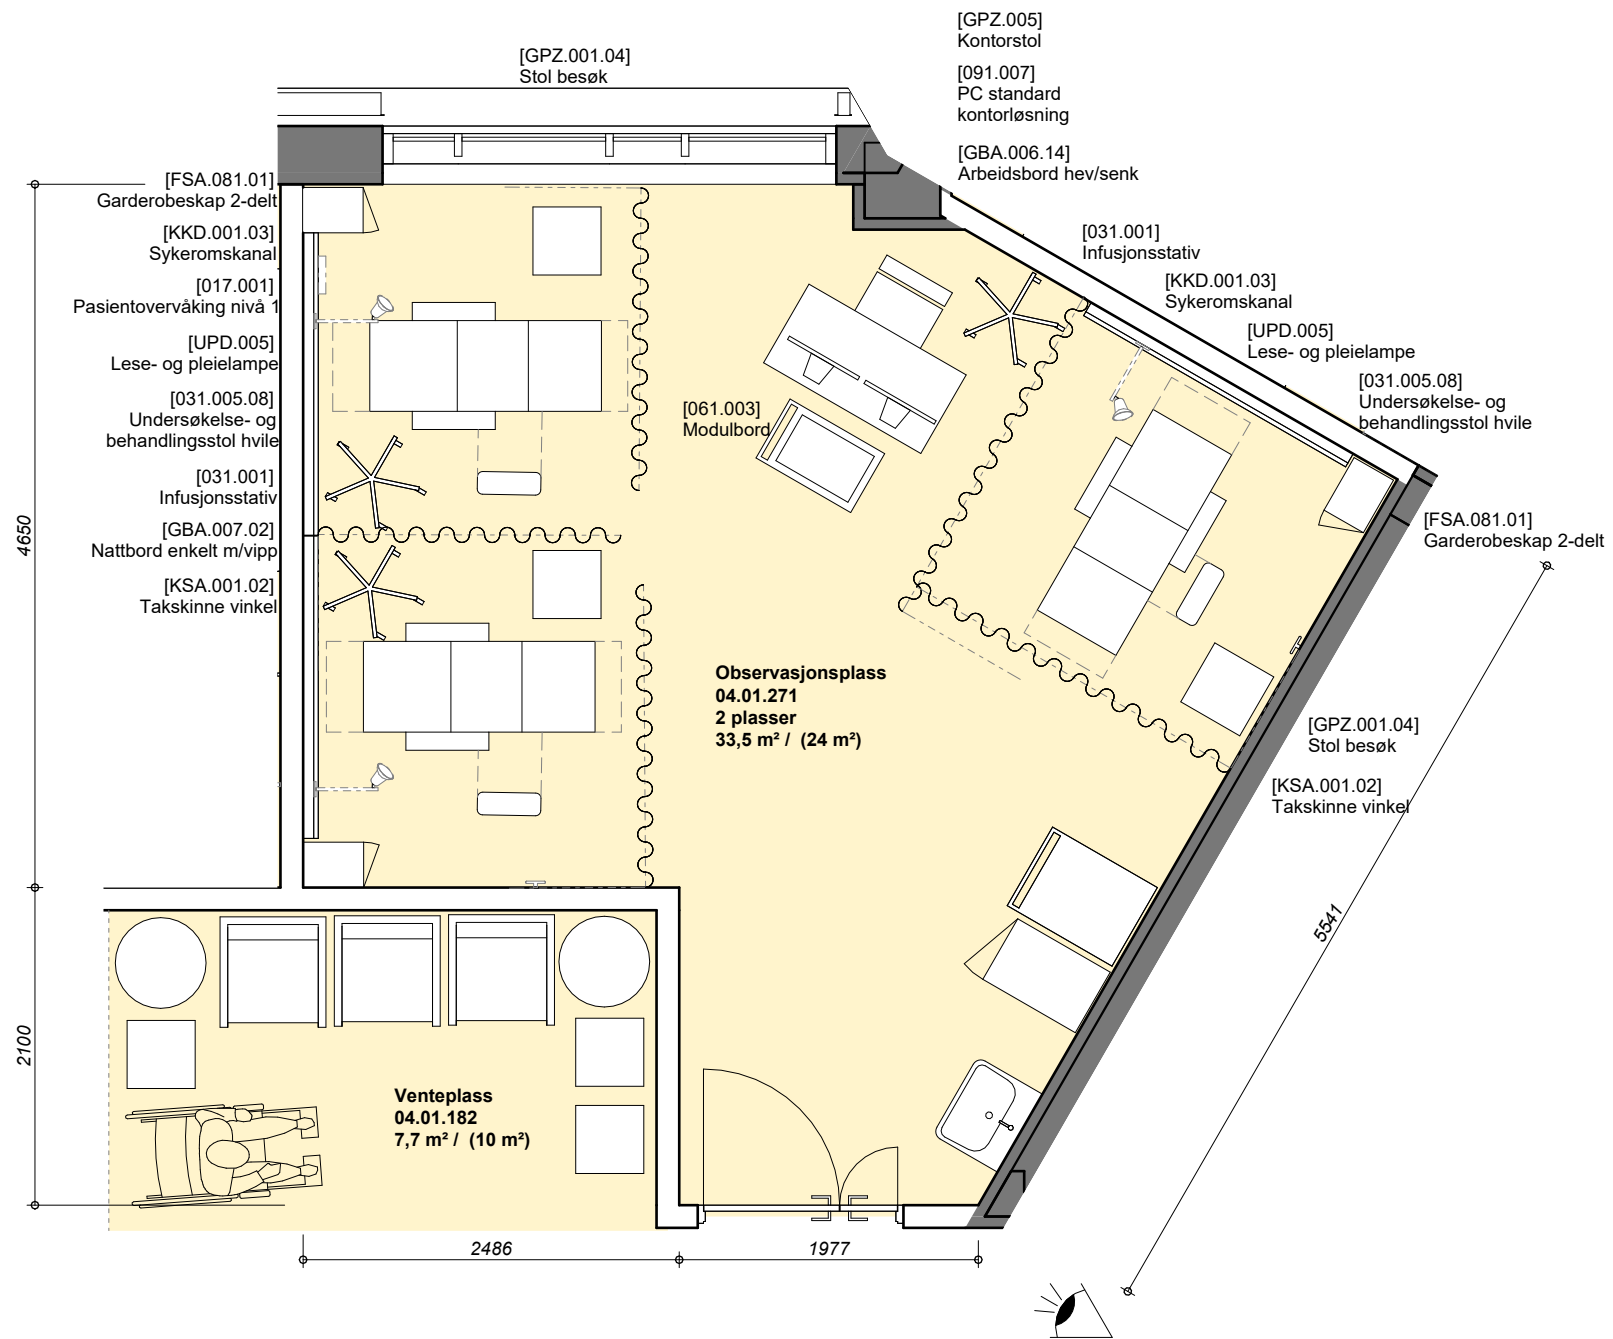 [GPZ.001.04]
Stol besøk
[GPZ.005]
Kontorstol
[091.007]
PC standard
kontorløsning
[GBA.006.14]
Arbeidsbord hev/senk
[FSA.081.01]
Garderobeskap 2-delt
[KKD.001.03]
Sykeromskanal
[017.001]
Pasientovervåking nivå 1
[UPD.005]
Lese- og pleielampe
[031.005.08]
Undersøkelse- og
behandlingsstol hvile
[031.001]
Infusjonsstativ
[GBA.007.02]
Nattbord enkelt m/vipp
[KSA.001.02]
Takskinne vinkel
[031.001]
Infusjonsstativ
[KKD.001.03]
Sykeromskanal
[UPD.005]
Lese- og pleielampe
[031.005.08]
Undersøkelse- og
behandlingsstol hvile
[061.003]
Modulbord
[FSA.081.01]
Garderobeskap 2-delt
Observasjonsplass
04.01.271
2 plasser
33,5 m² / (24 m²)
[GPZ.001.04]
Stol besøk
[KSA.001.02]
Takskinne vinkel
Venteplass
04.01.182
7,7 m² / (10 m²)
4650
2100
2486
1977
5541